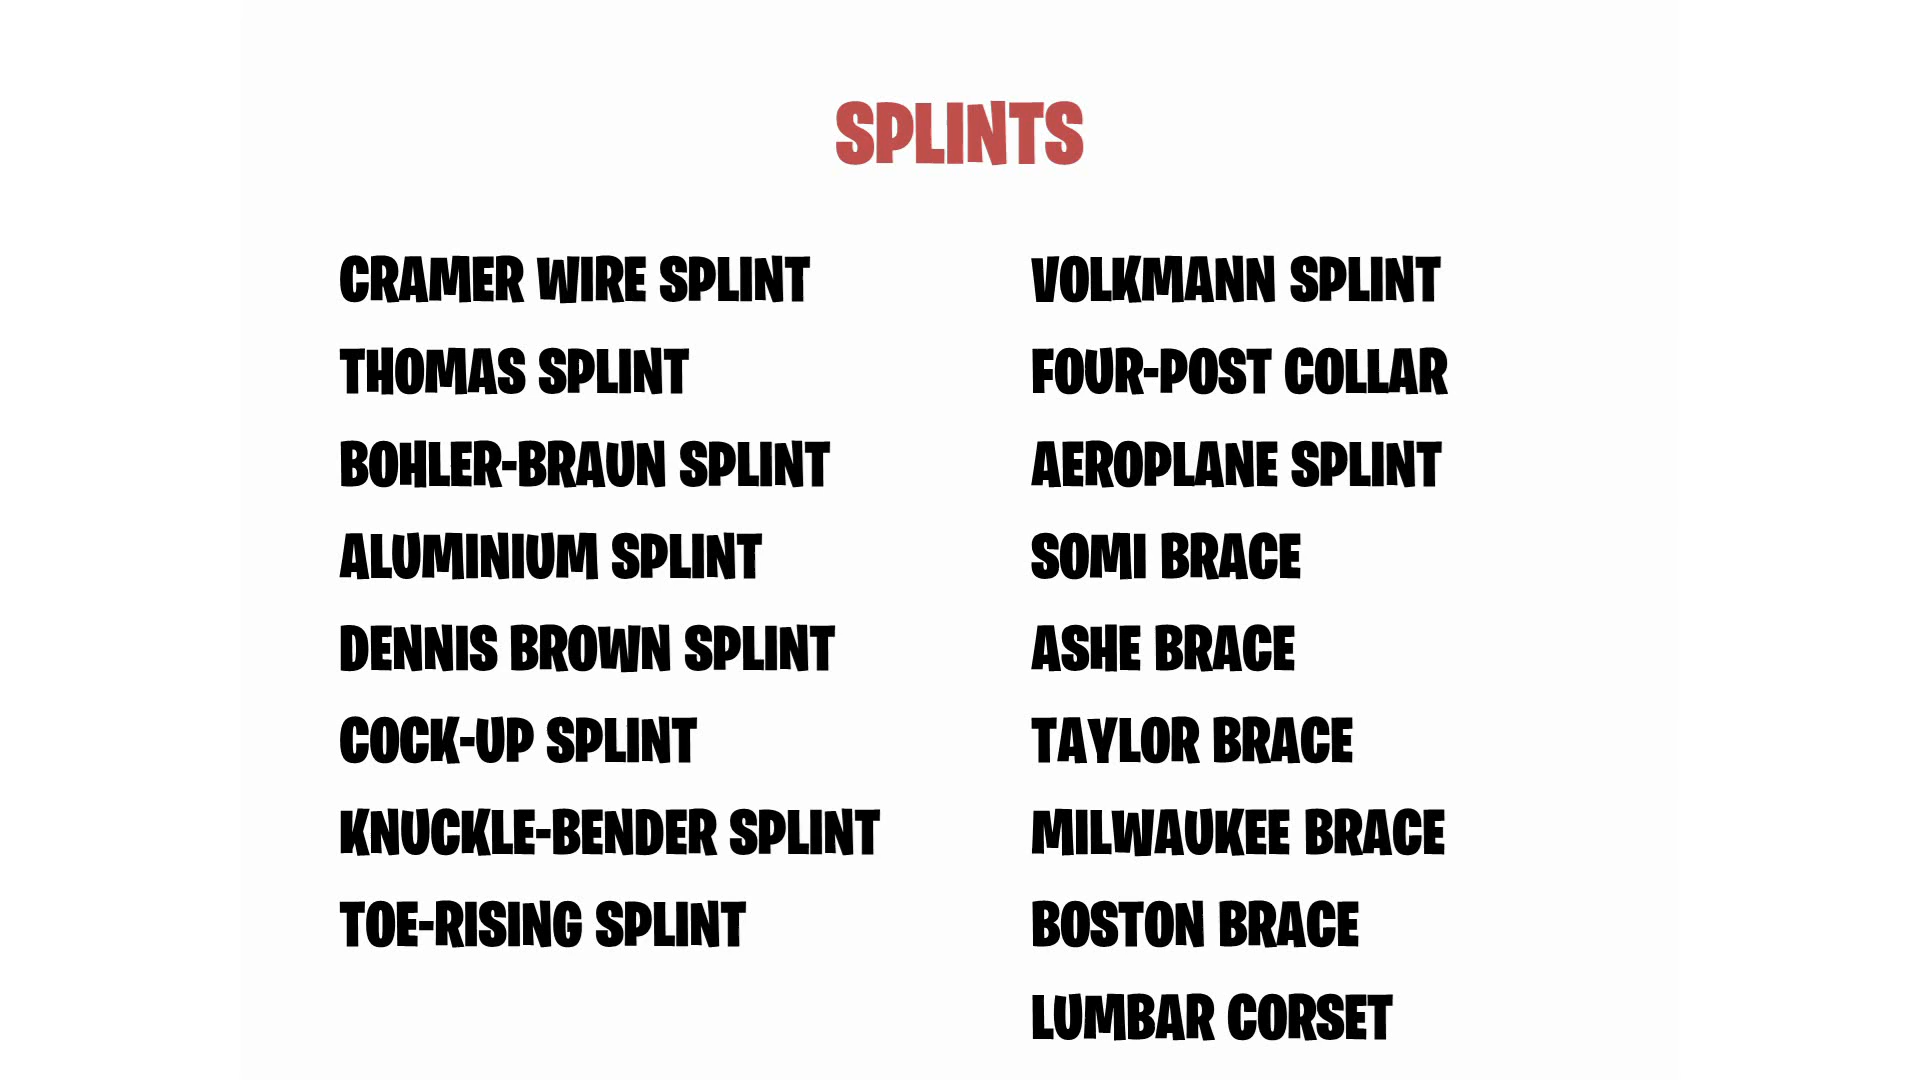 SPLINTS
CRAMER WIRE SPLINT
THOMAS SPLINT
BOHLER-BRAUN SPLINT
ALUMINIUM SPLINT
DENNIS BROWN SPLINT
COCK-UP SPLINT
KNUCKLE-BENDER SPLINT
TOE-RISING SPLINT
VOLKMANN SPLINT
FOUR-POST COLLAR
AEROPLANE SPLINT
SOMI BRACE
ASHE BRACE
TAYLOR BRACE
MILWAUKEE BRACE
BOSTON BRACE
LUMBAR CORSET